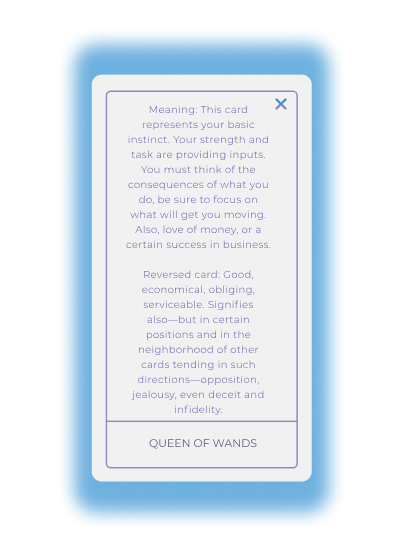 Meaning: This card
represents your basic
instinct. Your strength and
task are providing inputs.
You must think of the
consequences of what you
do, be sure to focus on
what will get you moving.
Also, love of money, or a
certain success in business.
Reversed card: Good,
economical, obliging,
serviceable. Signifies
also—but in certain
positions and in the
neighborhood of other
cards tending in such
directions—opposition,
jealousy, even deceit and
infidelity.
QUEEN OF WANDS